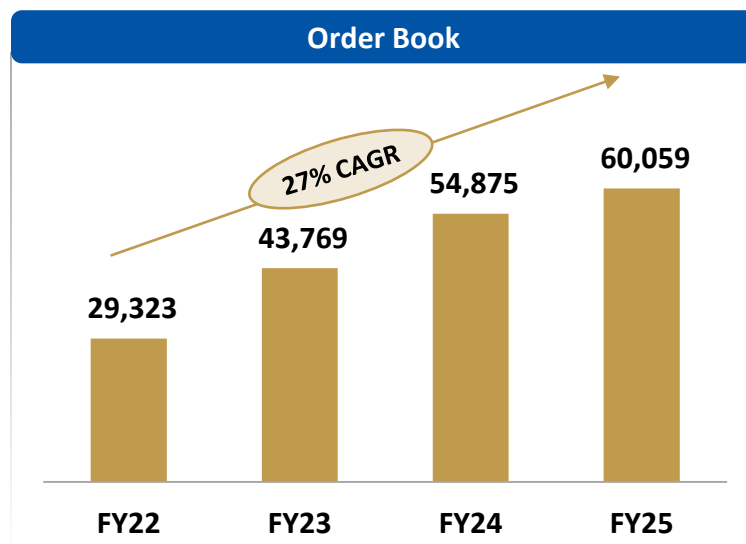 Order Book
27% CAGR
29,323
43,769
54,875
60,059
FY22
FY23
FY24
FY25